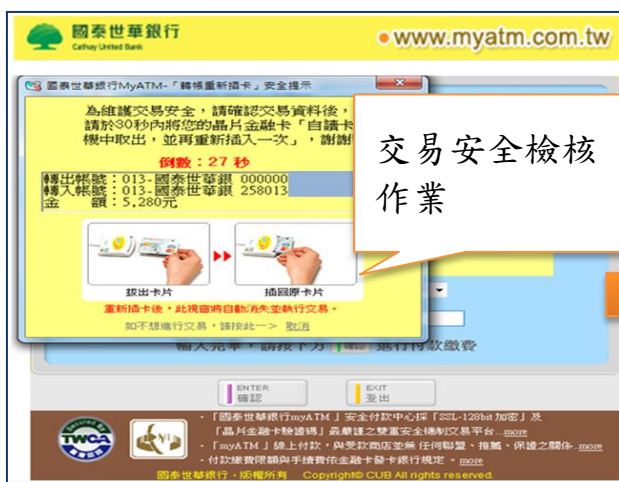 國泰世華銀行
Cathay United Bank
www.myatm.com.tw
國泰世華銀行MyATM-「轉帳重新插卡」安全提示
為維護交易安全，請確認交易資料後，
請於30秒內將您的晶片金融卡「自讀卡
機中取出，並再重新插入一次」，謝謝
倒數：27 秒
轉出帳號：013-國泰世華銀 000000
轉入帳號：013-國泰世華銀 258013
金 額：5,280元
拔出卡片
插回原卡片
重新插卡後，此視窗將自動消失並執行交易。
如不想進行交易，請按此一> 取消
交易安全檢核
作業
輸入完畢，請按下方 確認 進行付款繳費
ENTER
確認
EXIT
登出
SECURED by
TWCA
‧「國泰世華銀行myATM」安全付款中心採「SSL-128bit 加密」及
「晶片金融卡驗證碼」最嚴謹之雙重安全機制交易平台...more
‧「myATM」線上付款，與受款商店並無任何聯盟、推薦、保證之關係...more
‧付款繳費限額與手續費依金融卡發卡銀行規定。more
國泰世華銀行‧版權所有 Copyright© CUB All rights reserved.